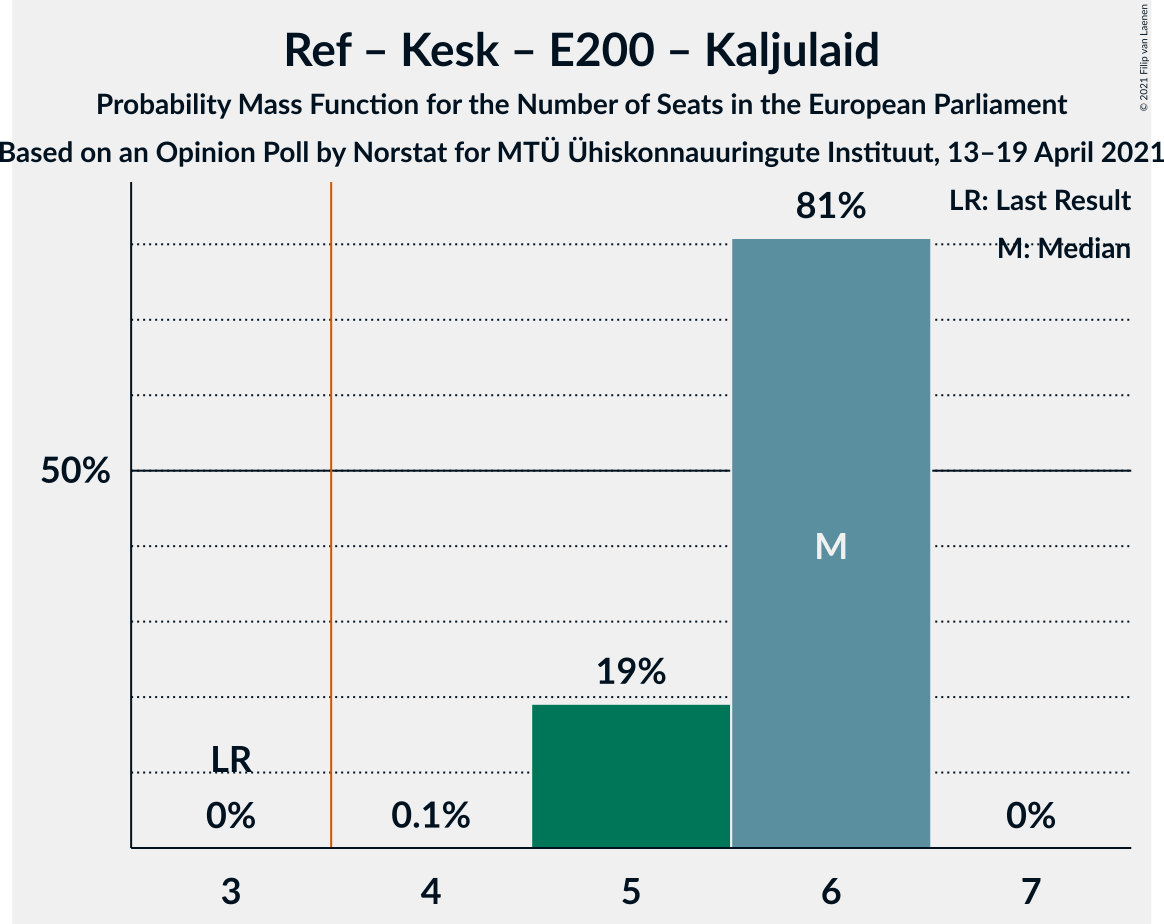 Ref – Kesk – E200 – Kaljulaid
Probability Mass Function for the Number of Seats in the European Parliament
Based on an Opinion Poll by Norstat for MTÜ Ühiskonnauuringute Instituut, 13–19 April 2021
© 2021 Filip van Laenen
LR: Last Result
M: Median
81%
50%
M
19%
LR
0%
0.1%
0%
3
4
5
6
7